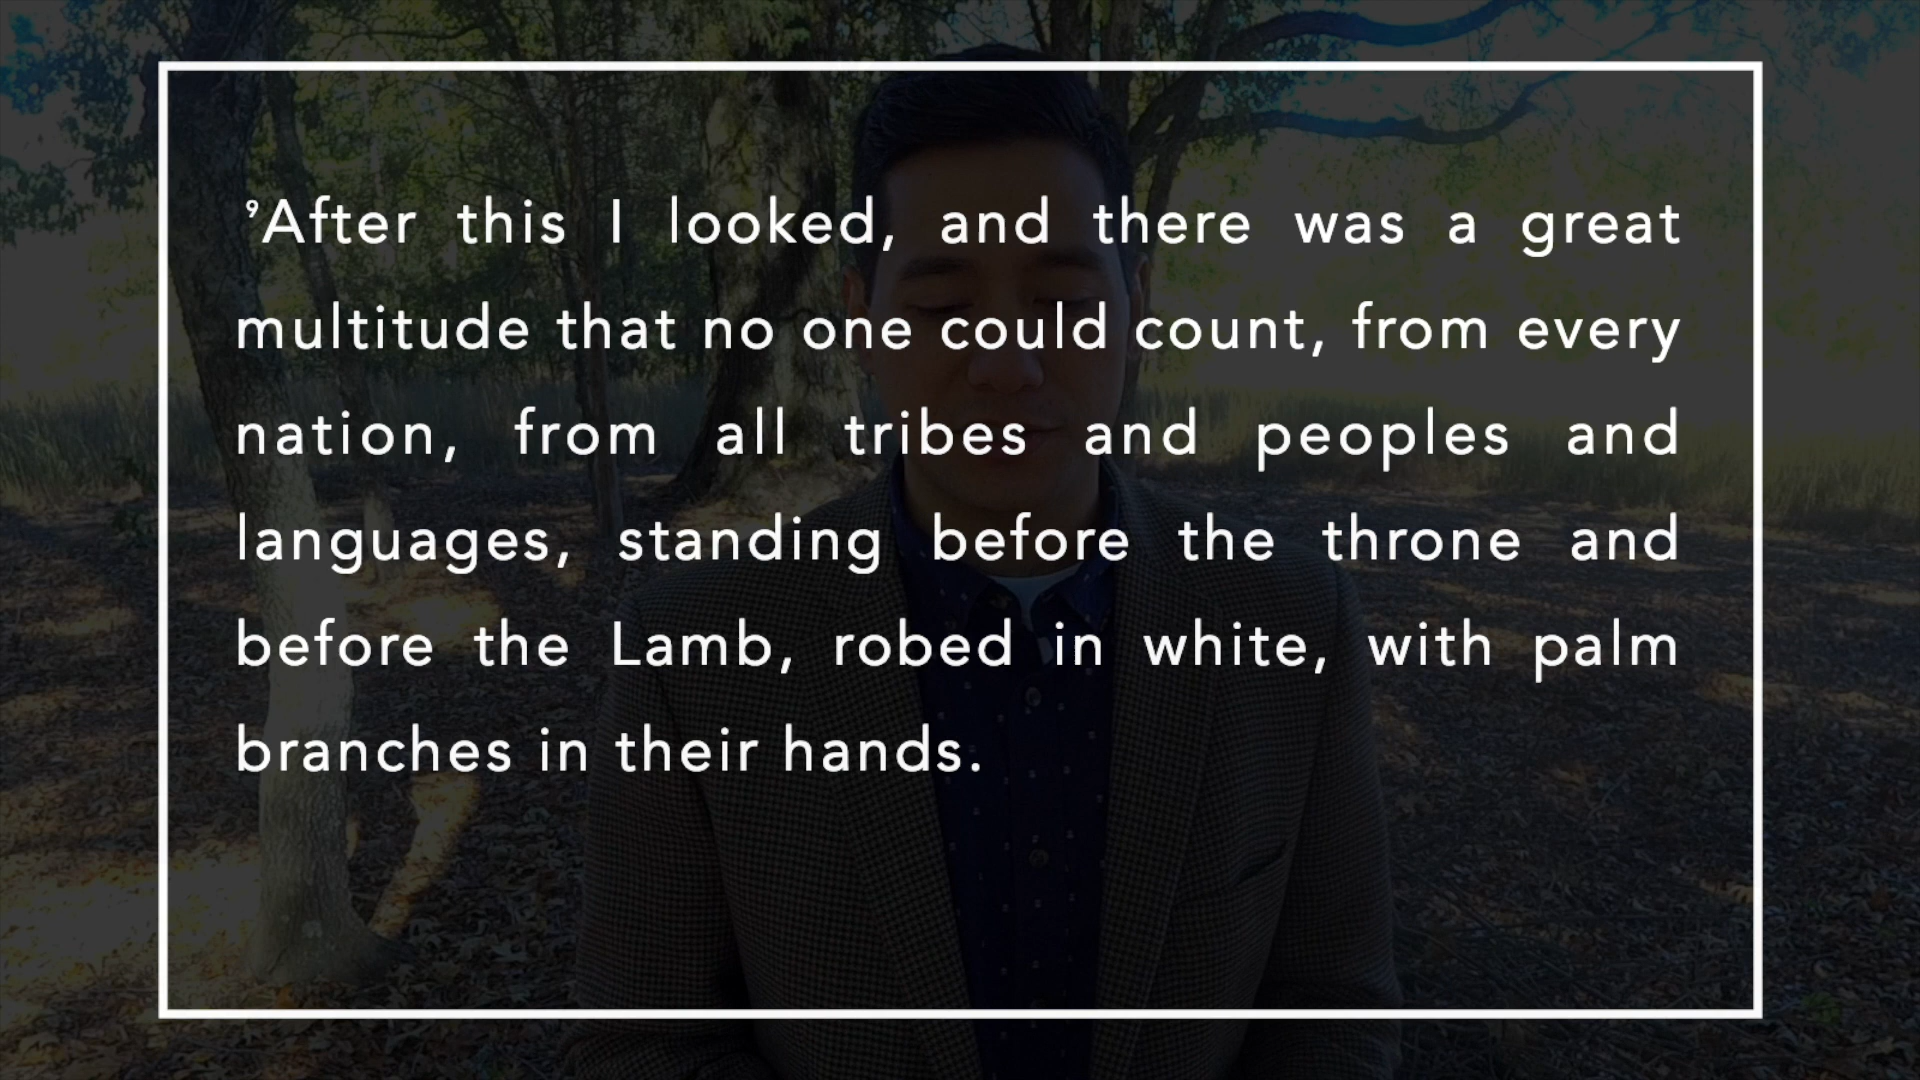 ⁹After this I looked, and there was a great
multitude that no one could count, from every
nation, from all tribes and peoples and
languages, standing before the throne and
before the Lamb, robed in white, with palm
branches in their hands.